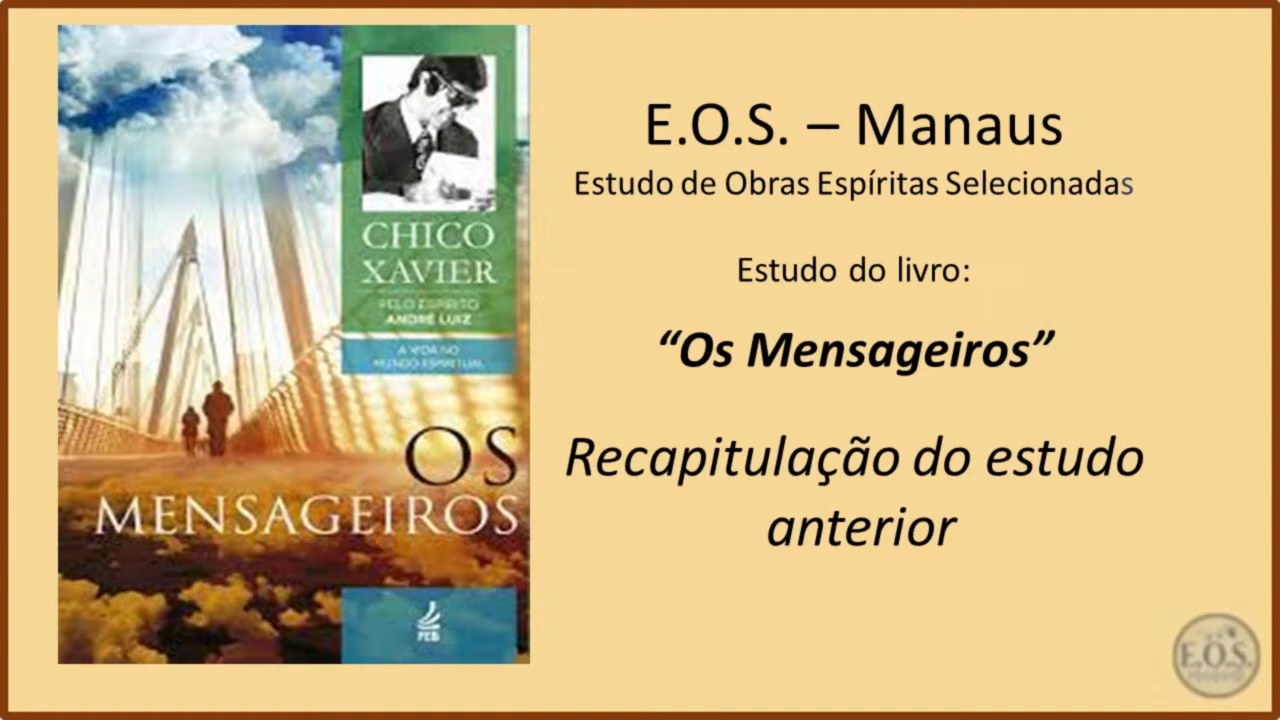 CHICO
XAVIER
PELO ESPÍRITO
ANDRÉ LUIZ
A VIDA NO
MUNDO ESPIRITUAL
OS
MENSAGEIROS
FEB
E.O.S. – Manaus
Estudo de Obras Espíritas Selecionadas
Estudo do livro:
“Os Mensageiros”
Recapitulação do estudo
anterior
E.O.S.